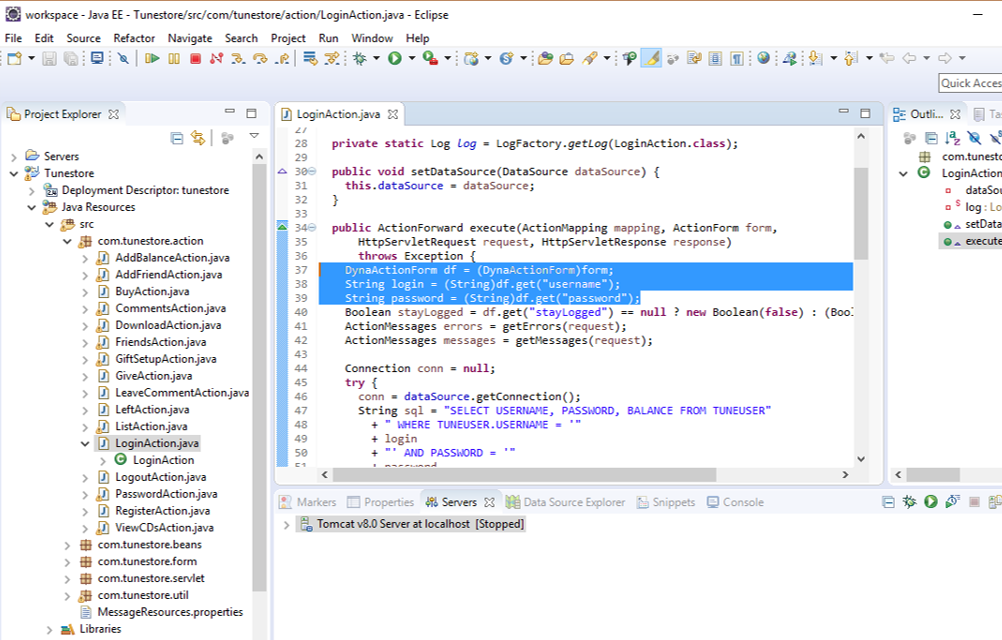 workspace - Java EE - Tunestore/src/com/tunestore/action/LoginAction.java - Eclipse
File Edit Source Refactor Navigate Search Project Run Window Help
Quick Acces
Project Explorer
Servers
Tunestore
Deployment Descriptor: tunestore
Java Resources
src
com.tunestore.action
AddBalanceAction.java
AddFriendAction.java
BuyAction.java
CommentsAction.java
DownloadAction.java
FriendsAction.java
GiftSetupAction.java
GiveAction.java
LeaveCommentAction.java
LeftAction.java
ListAction.java
LoginAction.java
LoginAction
LogoutAction.java
PasswordAction.java
RegisterAction.java
ViewCDsAction.java
com.tunestore.beans
com.tunestore.form
com.tunestore.servlet
com.tunestore.util
MessageResources.properties
Libraries
LoginAction.java
27
28 private static Log log = LogFactory.getLog(LoginAction.class);
29
30 public void setDataSource(DataSource dataSource) {
31 this.dataSource = dataSource;
32 }
33
34 public ActionForward execute(ActionMapping mapping, ActionForm form,
35 HttpServletRequest request, HttpServletResponse response)
36 throws Exception {
37 DynaActionForm df = (DynaActionForm)form;
38 String login = (String)df.get("username");
39 String password = (String)df.get("password");
40 Boolean stayLogged = df.get("stayLogged") == null ? new Boolean(false) : (Bool
41 ActionMessages errors = getErrors(request);
42 ActionMessages messages = getMessages(request);
43
44 Connection conn = null;
45 try {
46 conn = dataSource.getConnection();
47 String sql = "SELECT USERNAME, PASSWORD, BALANCE FROM TUNEUSER"
48 + " WHERE TUNEUSER.USERNAME = '"
49 + login
50 + "' AND PASSWORD = '"
51 + password
Outli... Ta
com.tunesto
LoginAction
dataSou
log : Lo
setData
execute
Markers Properties Servers Data Source Explorer Snippets Console
Tomcat v8.0 Server at localhost [Stopped]